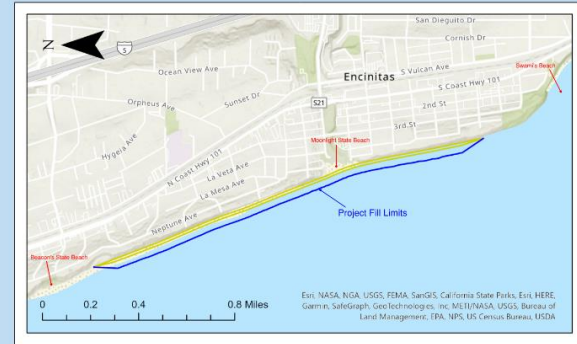 San Dieguito Dr
Cornish Dr
N
5
Ocean View Ave
Encinitas
S Vulcan Ave
Swami's Beach
S Coast Hwy 101
Orpheus Ave
Sunset Dr
S21
2nd St
3rd St
Hygeia Ave
N Coast Hwy 101
Moonlight State Beach
La Veta Ave
La Mesa Ave
Neptune Ave
Project Fill Limits
Beacon's State Beach
0 0.2 0.4 0.8 Miles
Esri, NASA, NGA, USGS, FEMA, SanGIS, California State Parks, Esri, HERE,
Garmin, SafeGraph, GeoTechnologies, Inc, METI/NASA, USGS, Bureau of
Land Management, EPA, NPS, US Census Bureau, USDA